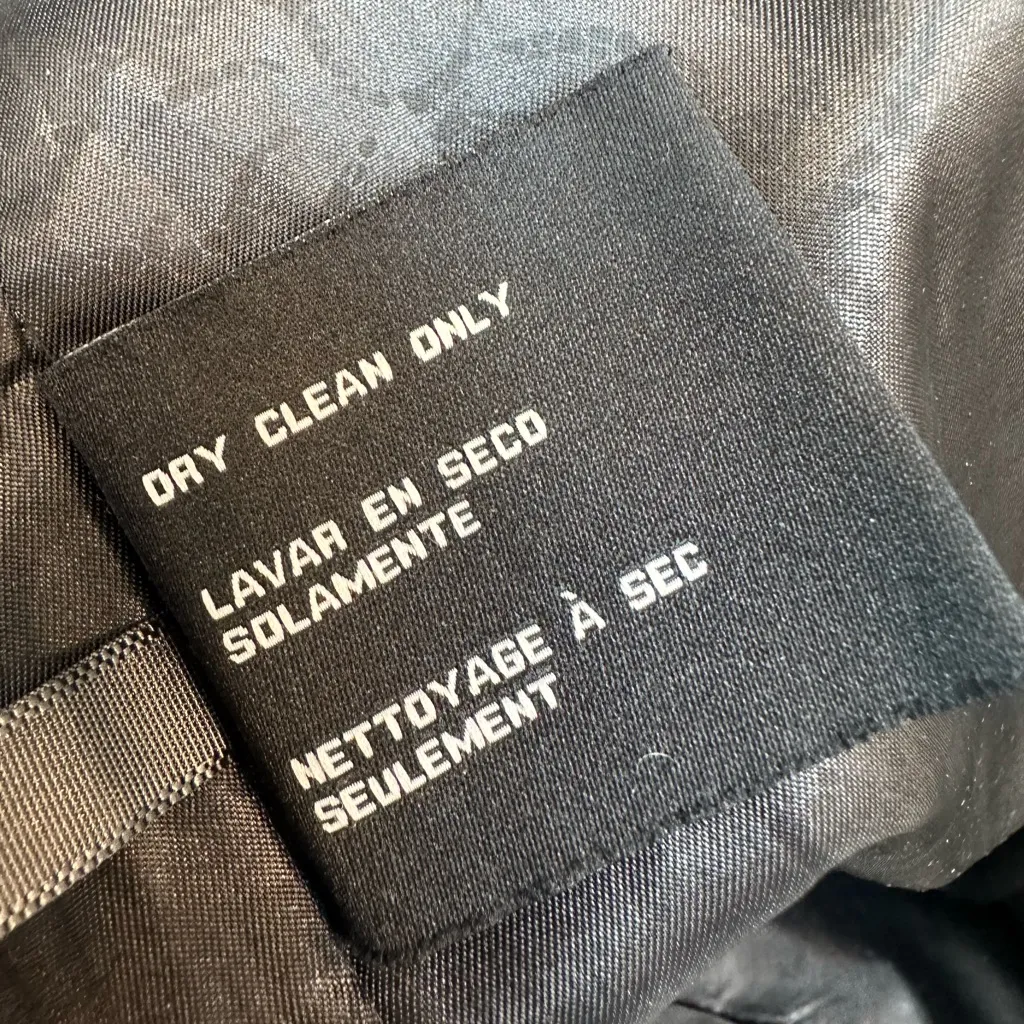 DRY CLEAN ONLY
LAVAR EN SECO
SOLAMENTE
NETTOYAGE À SEC
SEULEMENT